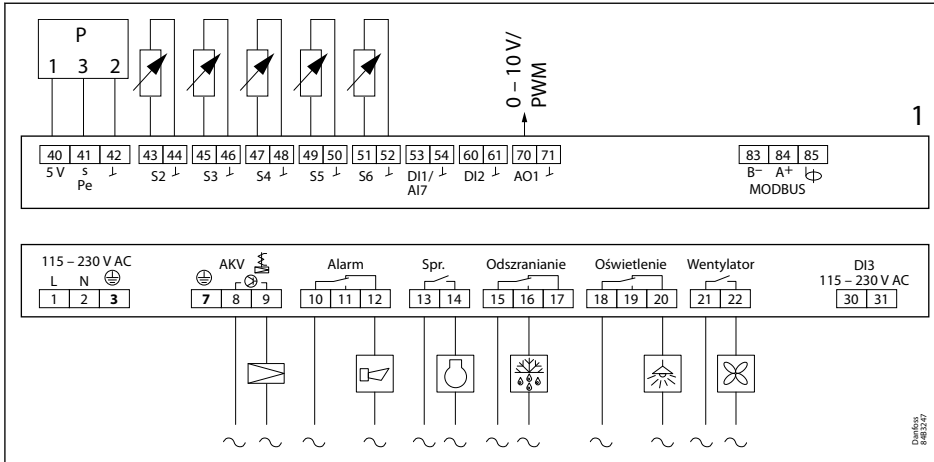 P
1 3 2
0 – 10 V/
PWM
1
40 41 42 43 44 45 46 47 48 49 50 51 52 53 54 60 61 70 71 83 84 85
5 V s S2 S3 S4 S5 S6 DI1/ DI2 AO1 B– A+
Pe AI7 MODBUS
115 – 230 V AC AKV Alarm Spr. Odszranianie Oświetlenie Wentylator DI3
L N 115 – 230 V AC
1 2 3 7 8 9 10 11 12 13 14 15 16 17 18 19 20 21 22 30 31
Danfoss
84B3247